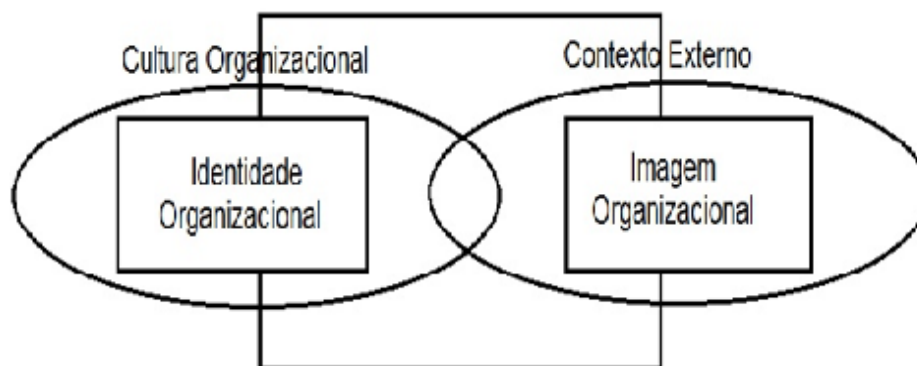 Cultura Organizacional
Contexto Externo
Identidade
Organizacional
Imagem
Organizacional